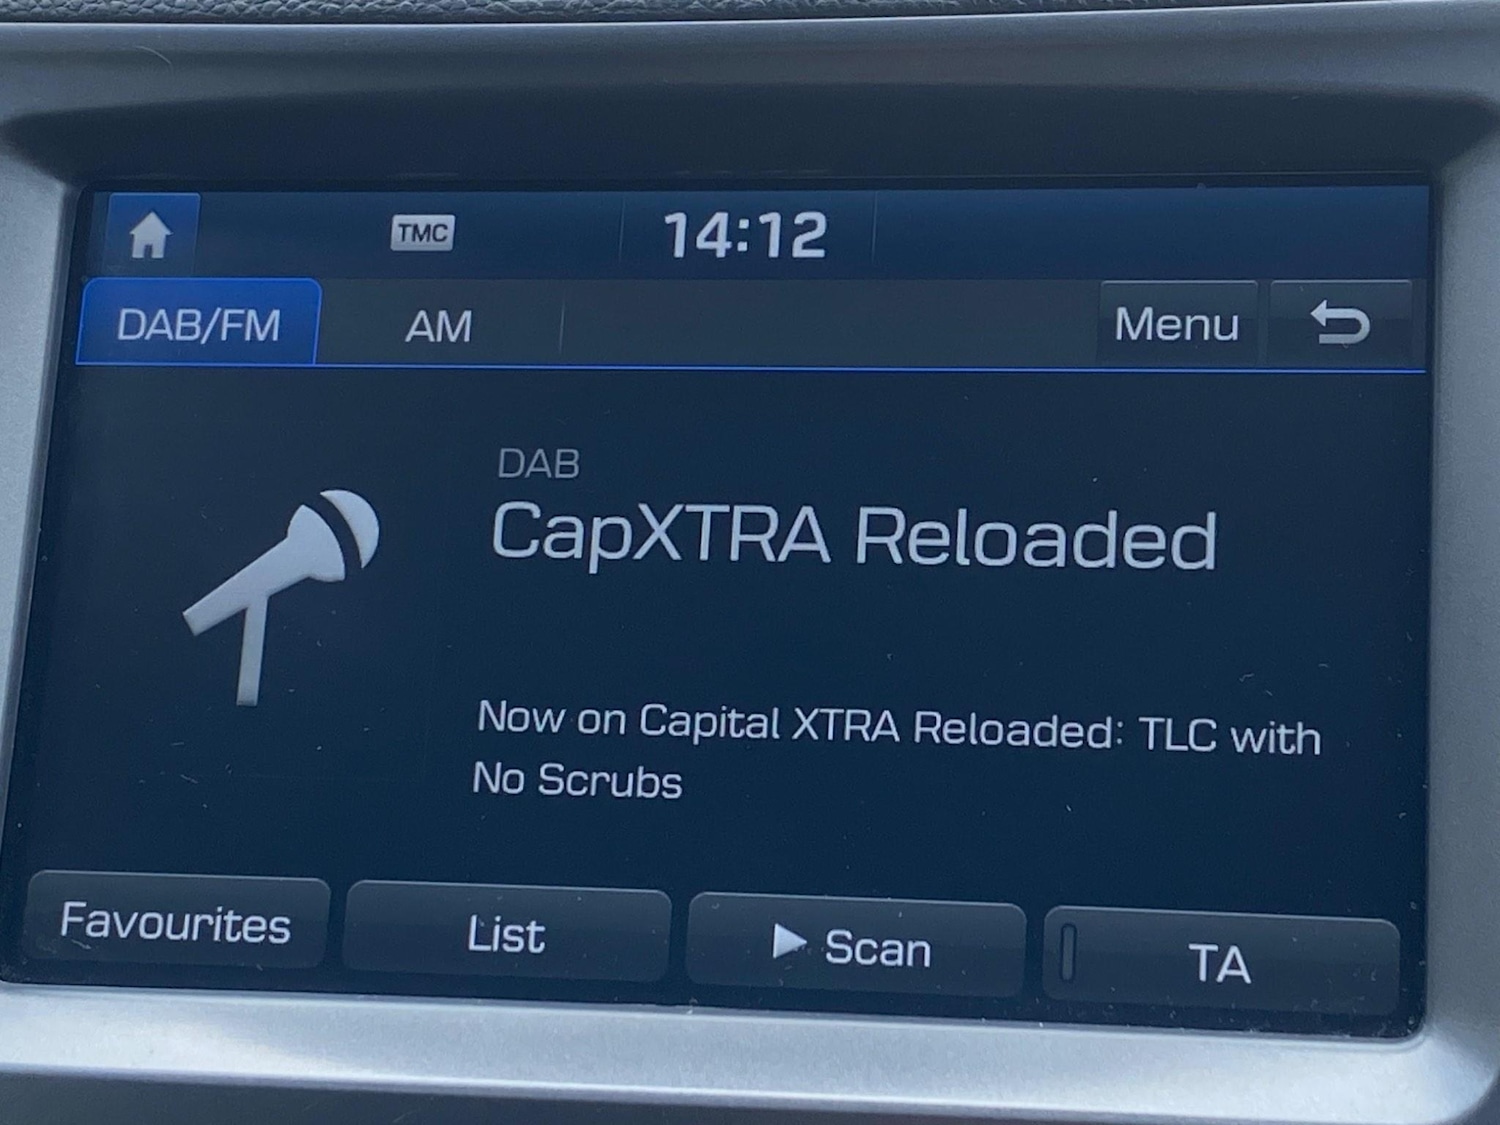 TMC
14:12
DAB/FM
AM
Menu
DAB
CapXTRA Reloaded
Now on Capital XTRA Reloaded: TLC with
No Scrubs
Favourites
List
Scan
TA